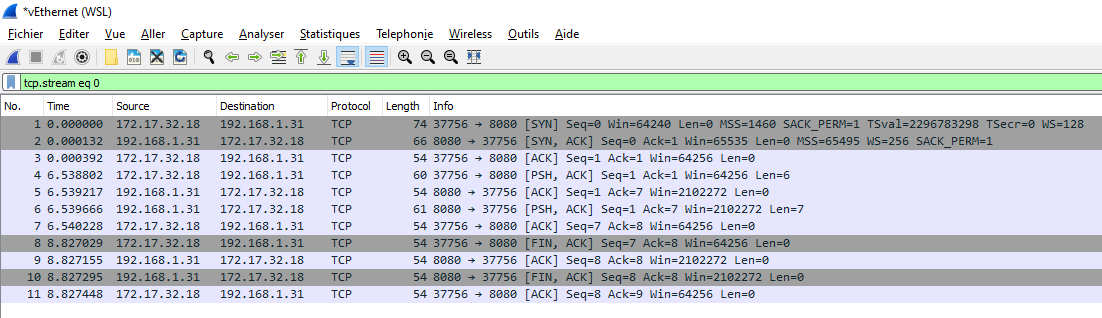 *vEthernet (WSL)
Fichier Editer Vue Aller Capture Analyser Statistiques Telephonie Wireless Outils Aide
tcp.stream eq 0
No. Time Source Destination Protocol Length Info
1 0.000000 172.17.32.18 192.168.1.31 TCP 74 37756 → 8080 [SYN] Seq=0 Win=64240 Len=0 MSS=1460 SACK_PERM=1 TSval=2296783298 TSecr=0 WS=128
2 0.000132 192.168.1.31 172.17.32.18 TCP 66 8080 → 37756 [SYN, ACK] Seq=0 Ack=1 Win=65535 Len=0 MSS=65495 WS=256 SACK_PERM=1
3 0.000392 172.17.32.18 192.168.1.31 TCP 54 37756 → 8080 [ACK] Seq=1 Ack=1 Win=64256 Len=0
4 6.538802 172.17.32.18 192.168.1.31 TCP 60 37756 → 8080 [PSH, ACK] Seq=1 Ack=1 Win=64256 Len=6
5 6.539217 192.168.1.31 172.17.32.18 TCP 54 8080 → 37756 [ACK] Seq=1 Ack=7 Win=2102272 Len=0
6 6.539666 192.168.1.31 172.17.32.18 TCP 61 8080 → 37756 [PSH, ACK] Seq=1 Ack=7 Win=2102272 Len=7
7 6.540228 172.17.32.18 192.168.1.31 TCP 54 37756 → 8080 [ACK] Seq=7 Ack=8 Win=64256 Len=0
8 8.827029 172.17.32.18 192.168.1.31 TCP 54 37756 → 8080 [FIN, ACK] Seq=7 Ack=8 Win=64256 Len=0
9 8.827155 192.168.1.31 172.17.32.18 TCP 54 8080 → 37756 [ACK] Seq=8 Ack=8 Win=2102272 Len=0
10 8.827295 192.168.1.31 172.17.32.18 TCP 54 8080 → 37756 [FIN, ACK] Seq=8 Ack=8 Win=2102272 Len=0
11 8.827448 172.17.32.18 192.168.1.31 TCP 54 37756 → 8080 [ACK] Seq=8 Ack=9 Win=64256 Len=0